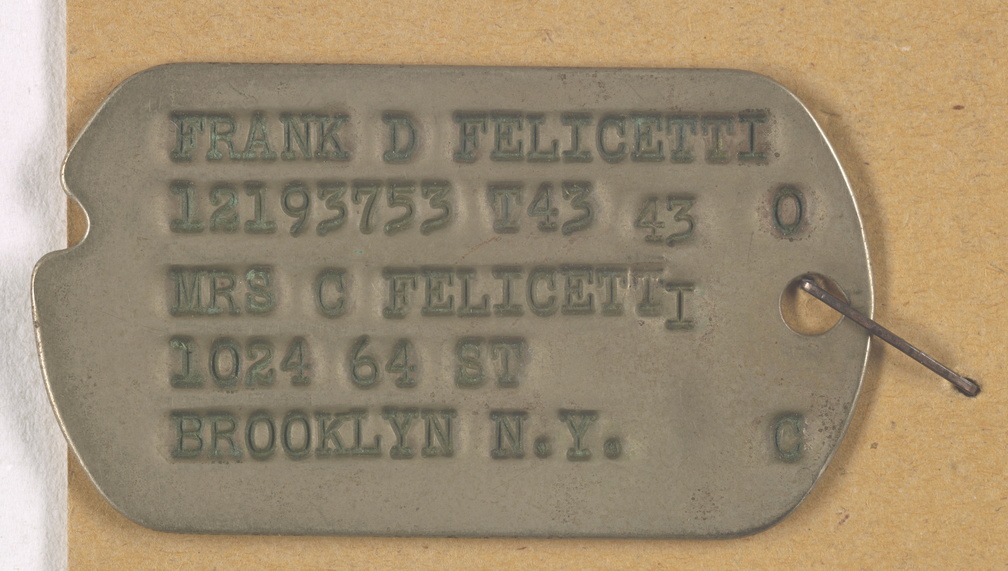 FRANK D FELICETTI
12193753 T43 43 O
MRS C FELICETTI
1024 64 ST
BROOKLYN N.Y. C